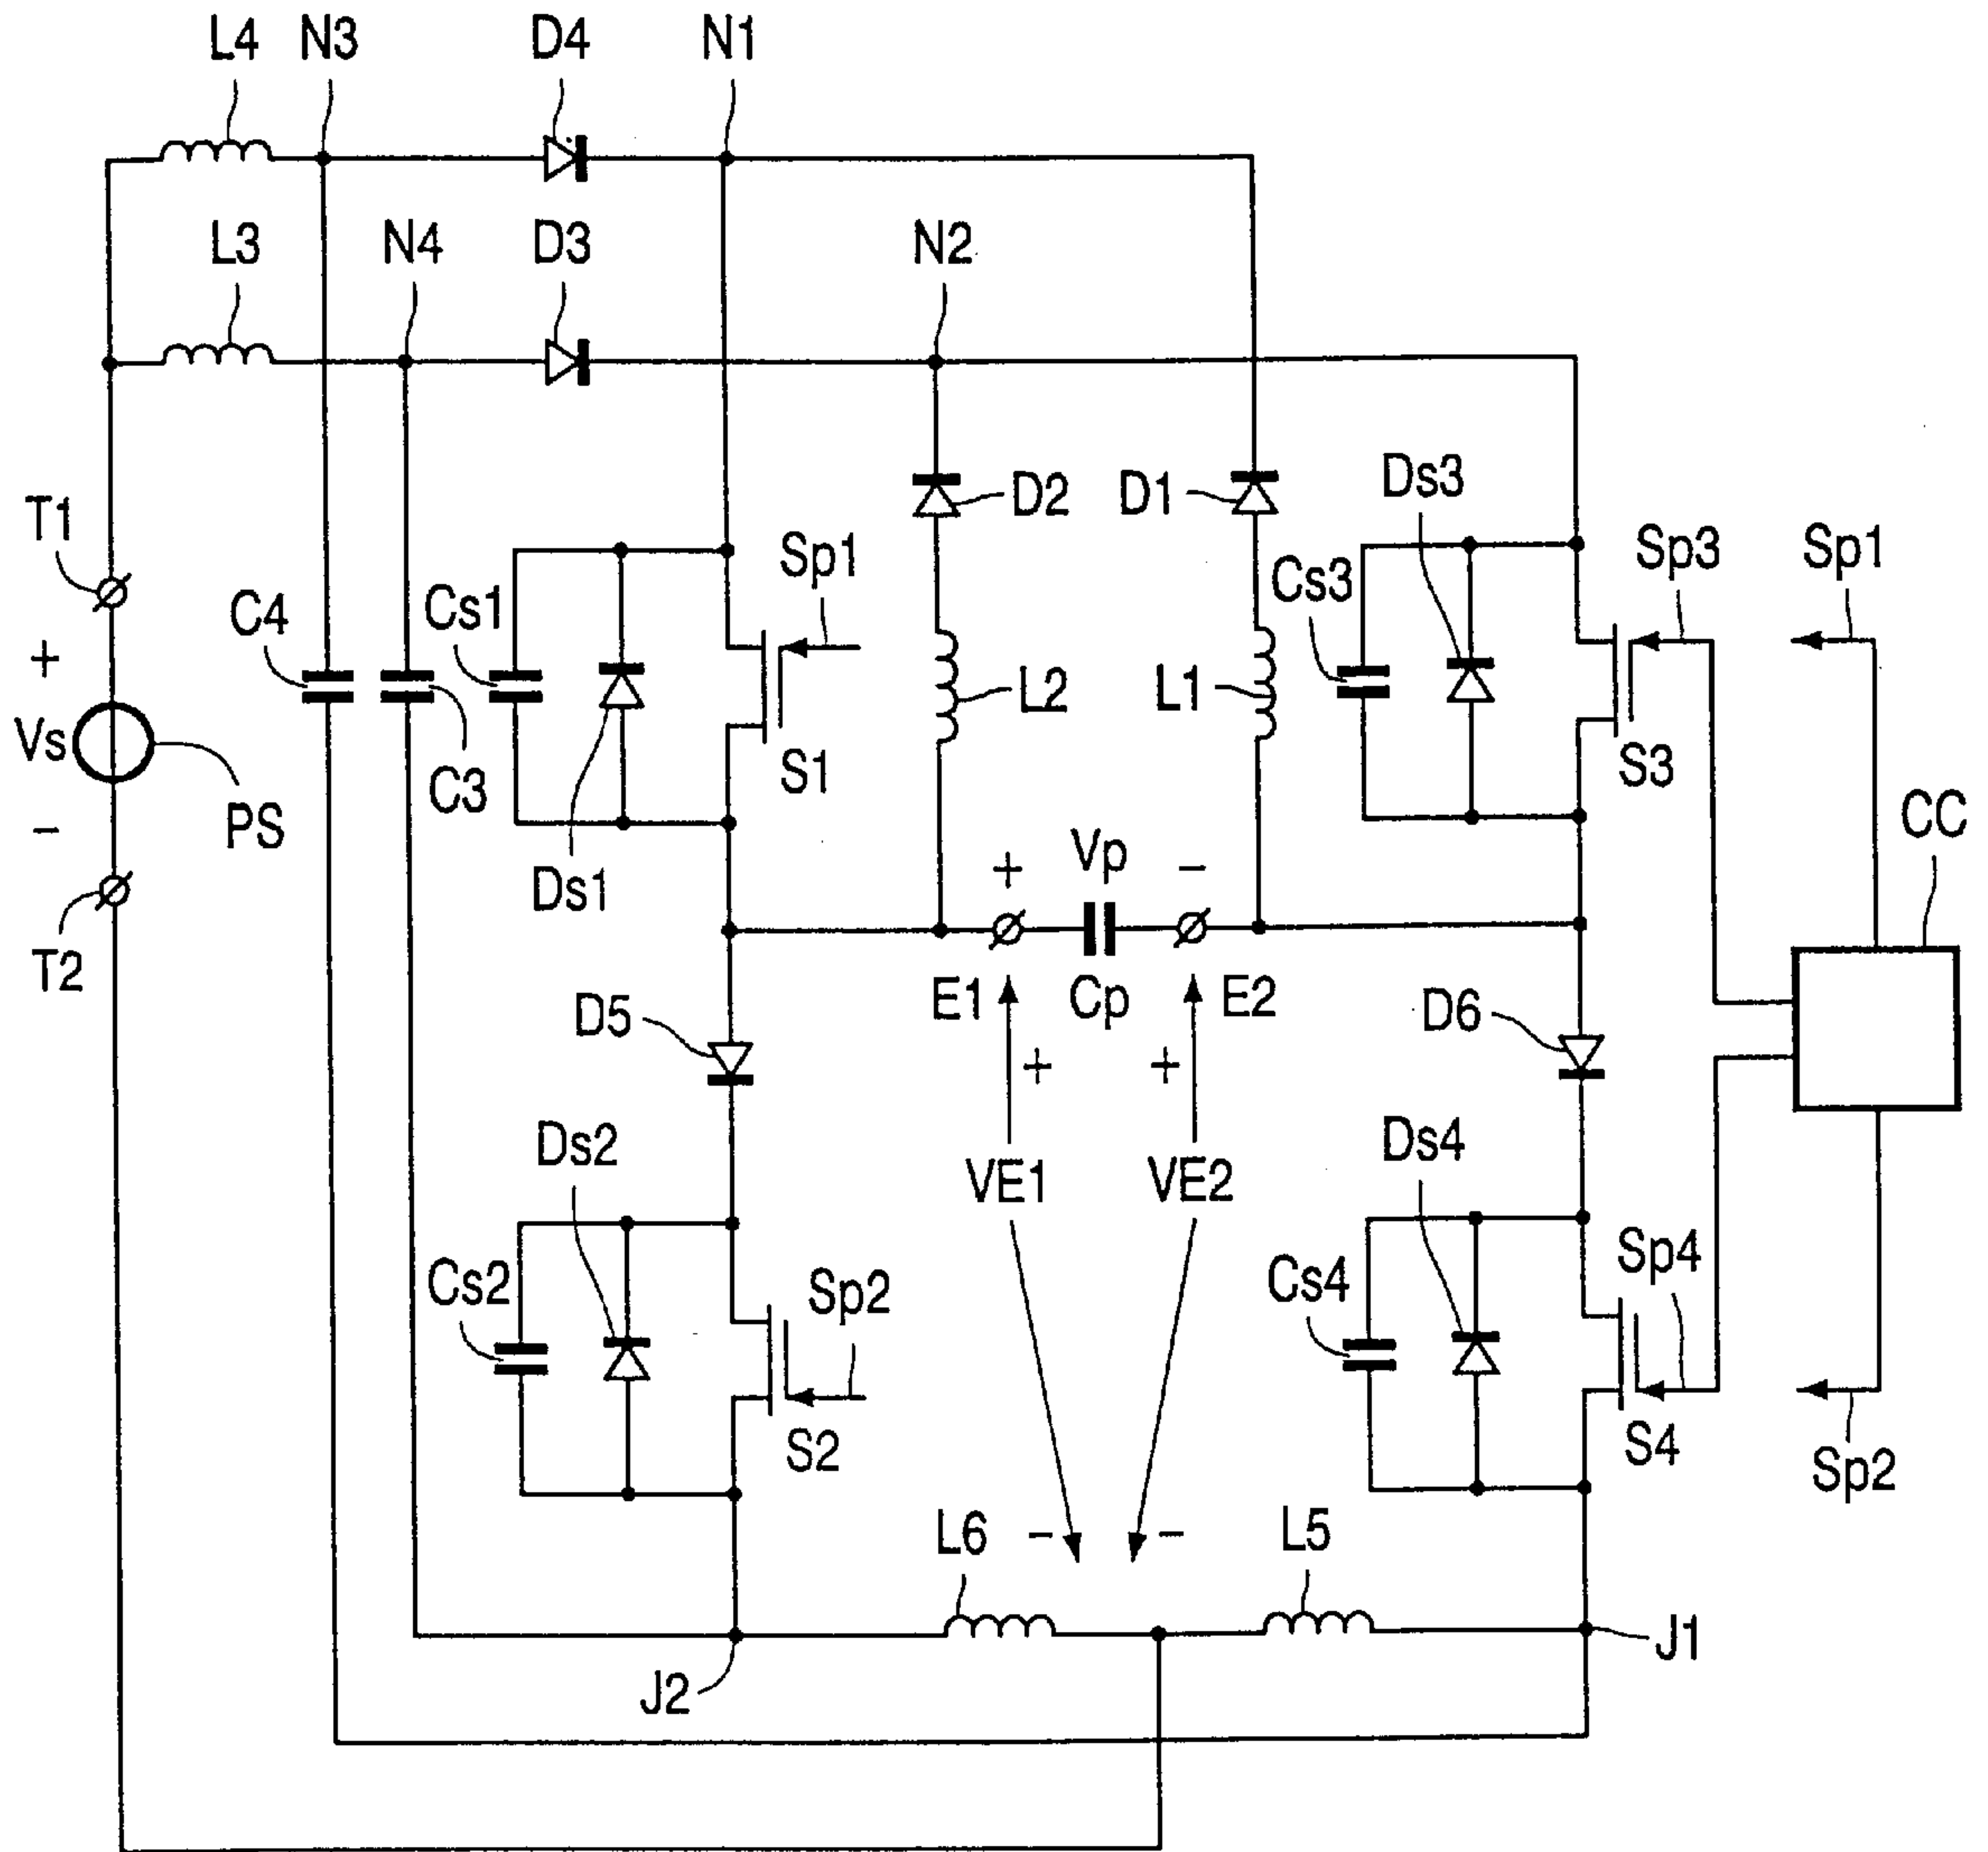 L4 N3 D4 N1
L3 N4 D3 N2
T1
+
Vs
−
PS
T2
C4
C3
Cs1
Ds1
Sp1
S1
D2
L2
D1
L1
Cs3
Ds3
Sp3
S3
Sp1
CC
+ Vp −
E1 Cp E2
D5
D6
+ +
VE1 VE2
Ds2
Cs2
Sp2
S2
Ds4
Cs4
Sp4
S4
Sp2
L6 − − L5
J2
J1